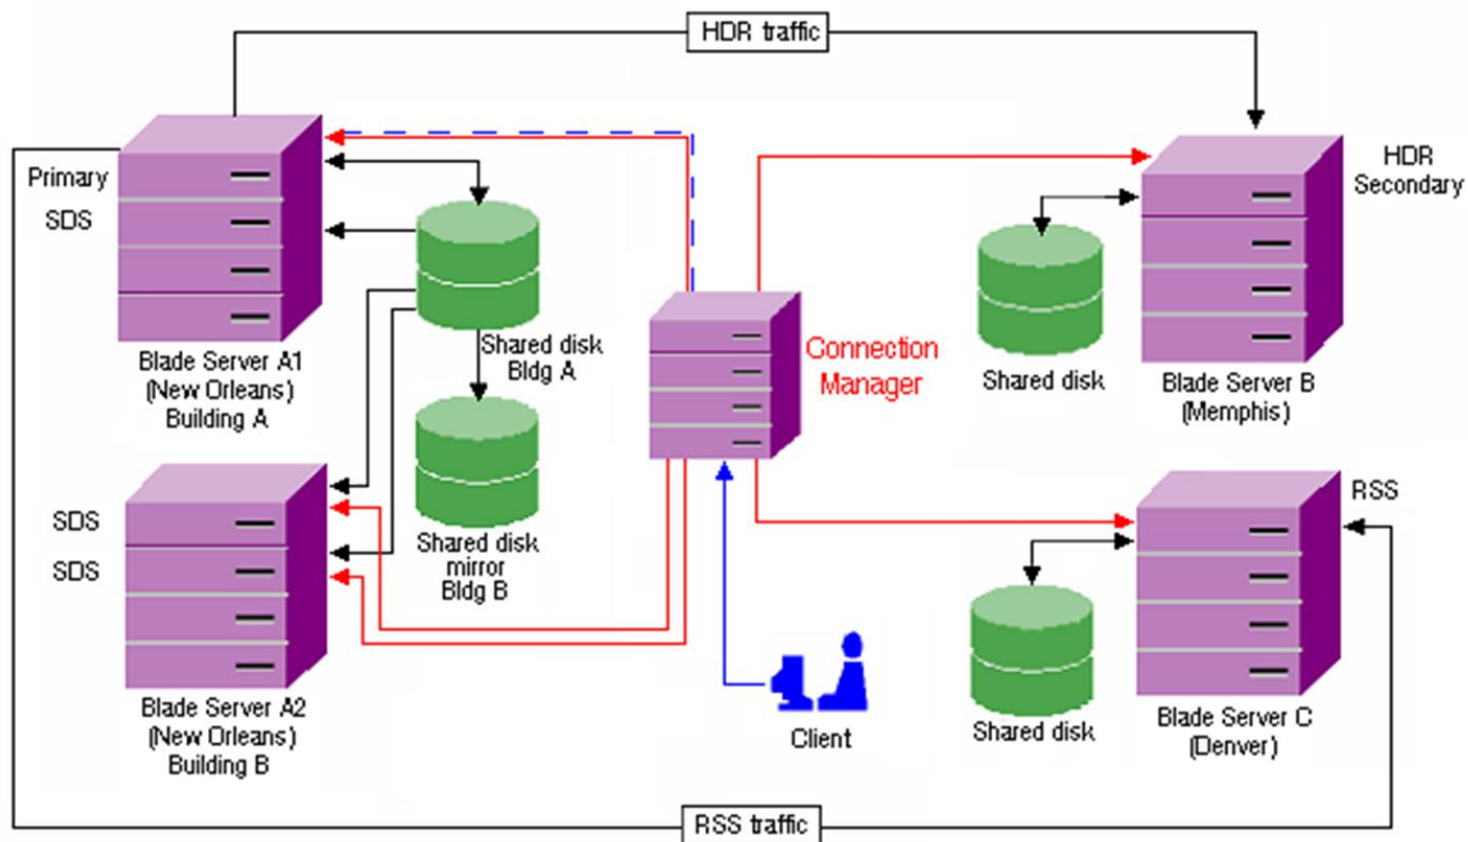 HDR traffic
Primary
SDS
HDR
Secondary
Shared disk
Bldg A
Connection
Manager
Blade Server A1
(New Orleans)
Building A
Shared disk
Blade Server B
(Memphis)
SDS
SDS
Shared disk
mirror
Bldg B
RSS
Blade Server A2
(New Orleans)
Building B
Client
Shared disk
Blade Server C
(Denver)
RSS traffic